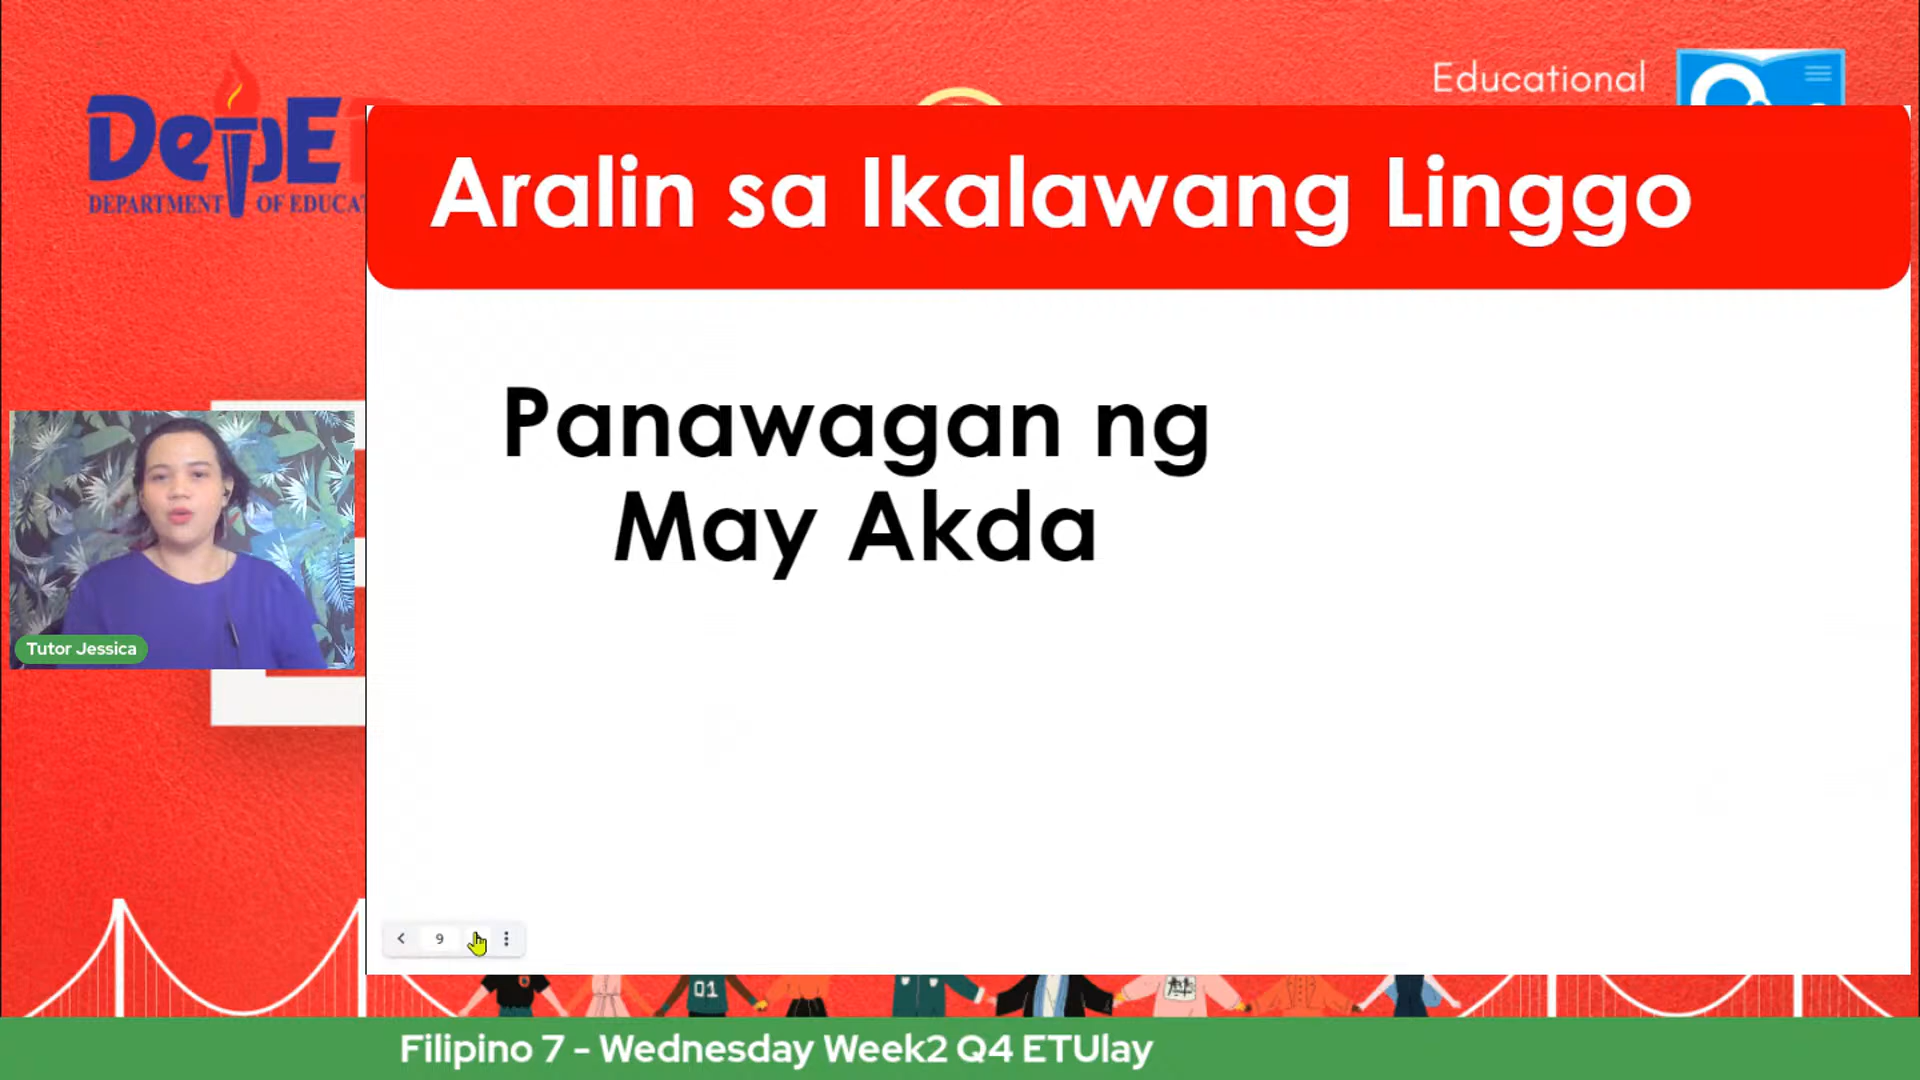 DepE
DEPARTMENT OF EDUCA
Educational
Aralin sa Ikalawang Linggo
Panawagan ng
May Akda
Tutor Jessica
9
01
Filipino 7 - Wednesday Week2 Q4 ETUlay